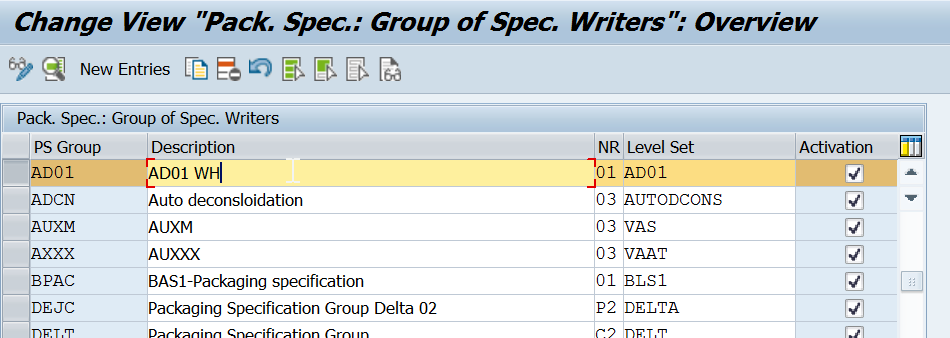 Change View "Pack. Spec.: Group of Spec. Writers": Overview
New Entries
Pack. Spec.: Group of Spec. Writers
PS Group Description NR Level Set Activation
AD01 AD01 WH 01 AD01
ADCN Auto deconsloidation 03 AUTODCONS
AUXM AUXM 03 VAS
AXXX AUXXX 03 VAAT
BPAC BAS1-Packaging specification 01 BLS1
DEJC Packaging Specification Group Delta 02 P2 DELTA
DELT Packaging Specification Group C2 DELT